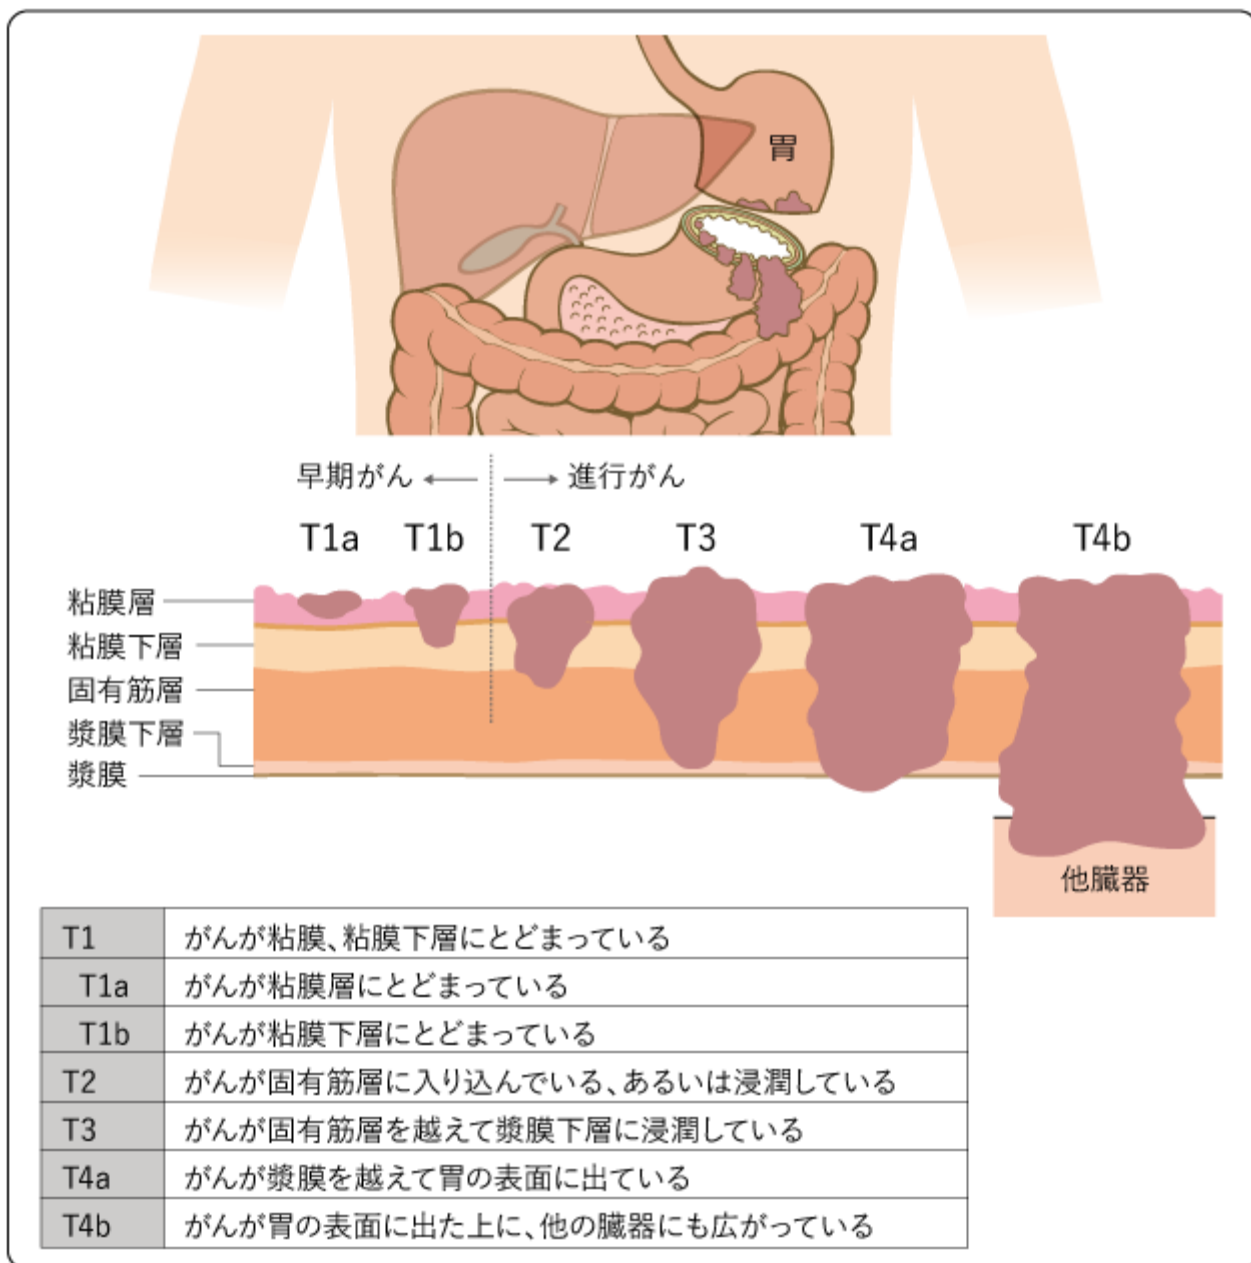 胃
早期がん ← → 進行がん
T1a T1b T2 T3 T4a T4b
粘膜層
粘膜下層
固有筋層
漿膜下層
漿膜
他臓器
T1 がんが粘膜、粘膜下層にとどまっている
T1a がんが粘膜層にとどまっている
T1b がんが粘膜下層にとどまっている
T2 がんが固有筋層に入り込んでいる、あるいは浸潤している
T3 がんが固有筋層を越えて漿膜下層に浸潤している
T4a がんが漿膜を越えて胃の表面に出ている
T4b がんが胃の表面に出た上に、他の臓器にも広がっている